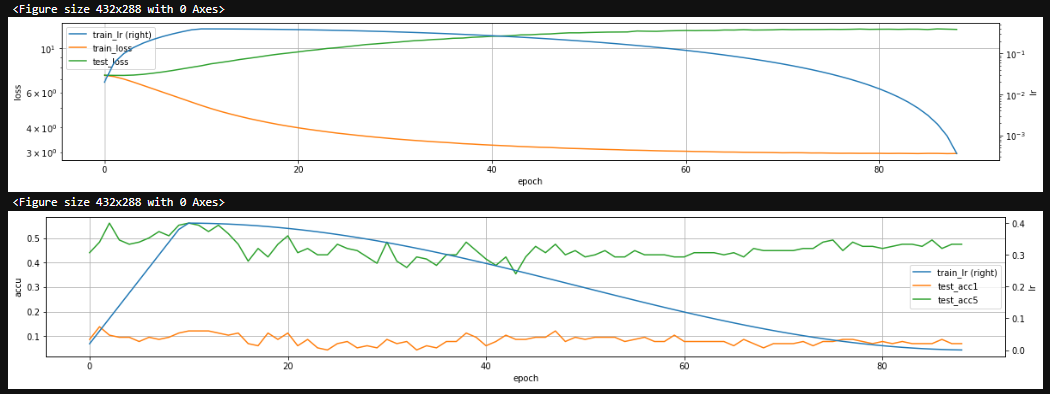 <Figure size 432x288 with 0 Axes>
train_lr (right)
train_loss
test_loss
10¹
6 × 10⁰
4 × 10⁰
3 × 10⁰
loss
10⁻¹
10⁻²
10⁻³
lr
0 20 40 60 80
epoch
<Figure size 432x288 with 0 Axes>
0.5
0.4
0.3
0.2
0.1
accu
train_lr (right)
test_acc1
test_acc5
0.4
0.3
0.2
0.1
0.0
lr
0 20 40 60 80
epoch